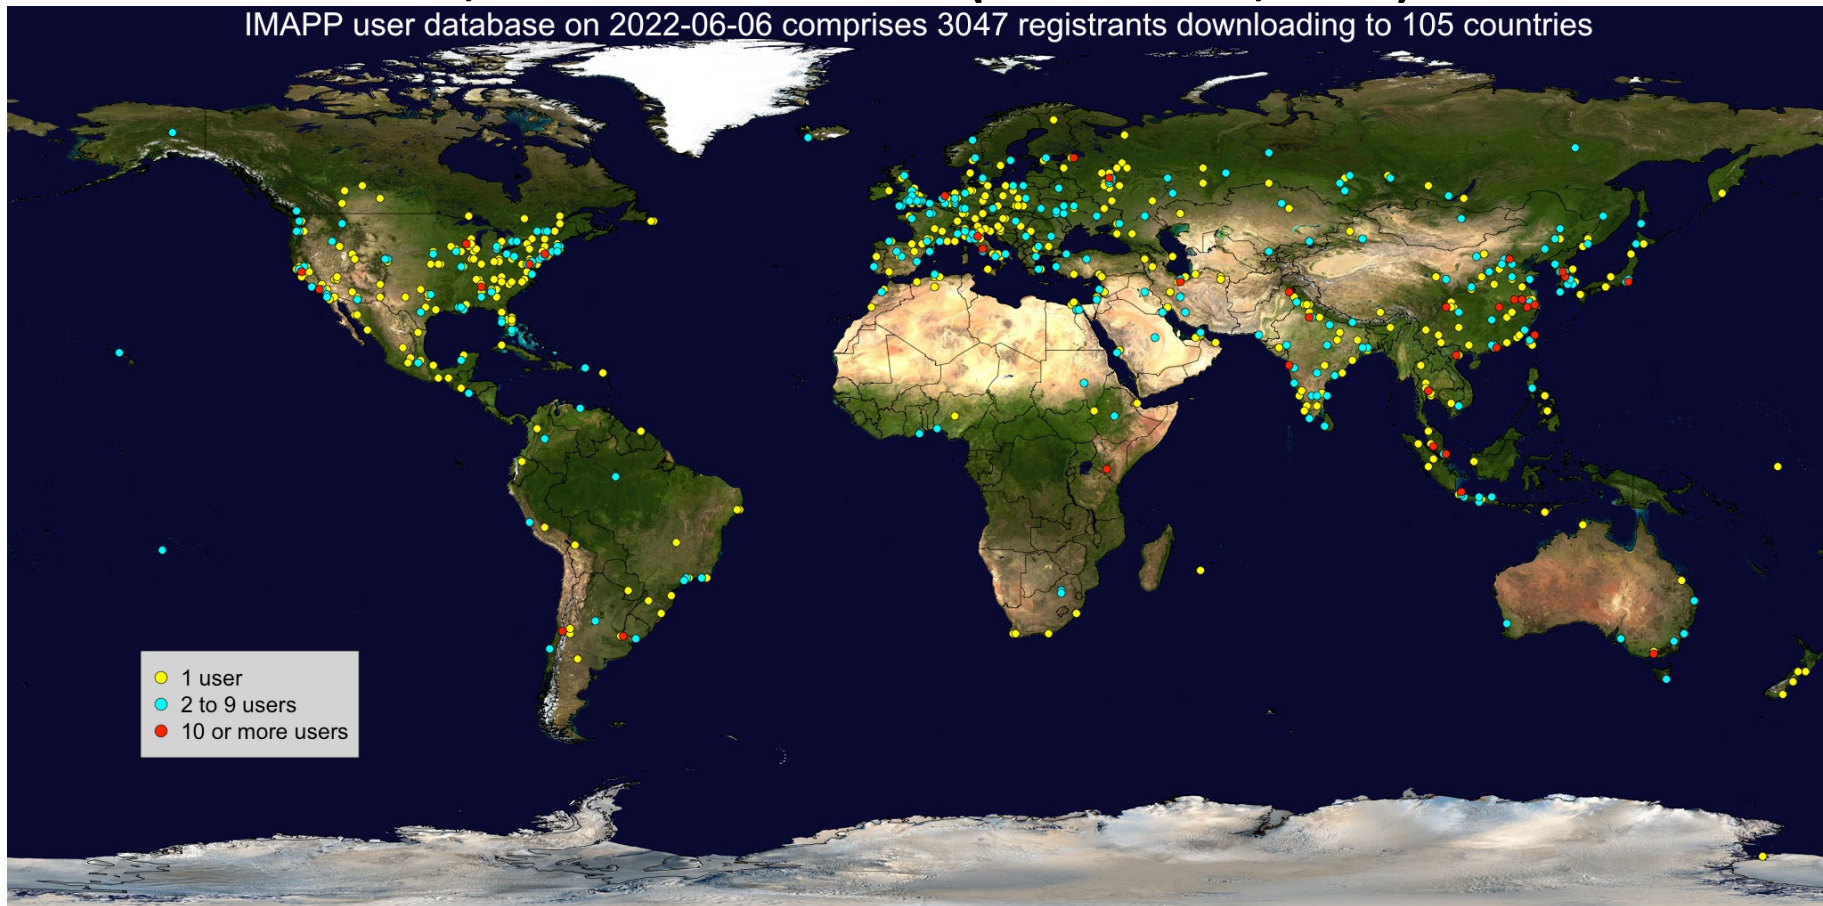 IMAPP user database on 2022-06-06 comprises 3047 registrants downloading to 105 countries
1 user
2 to 9 users
10 or more users